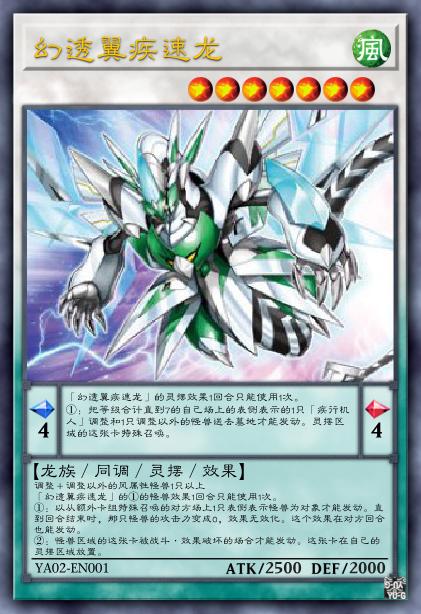 幻透翼疾速龙
風
「幻透翼疾速龙」的灵摆效果1回合只能使用1次。
①：把等级合计直到7的自己场上的表侧表示的1只「疾行机
人」调整和1只调整以外的怪兽送去墓地才能发动。灵摆区
域的这张卡特殊召唤。
4
4
【龙族／同调／灵摆／效果】
调整＋调整以外的风属性怪兽1只以上
「幻透翼疾速龙」的①的怪兽效果1回合只能使用1次。
①：以从额外卡组特殊召唤的对方场上1只表侧表示怪兽为对象才能发动。直
到回合结束时，那只怪兽的攻击力变成0，效果无效化。这个效果在对方回合
也能发动。
②：怪兽区域的这张卡被战斗·效果破坏的场合才能发动。这张卡在自己的
灵摆区域放置。
YA02-EN001
ATK/2500 DEF/2000